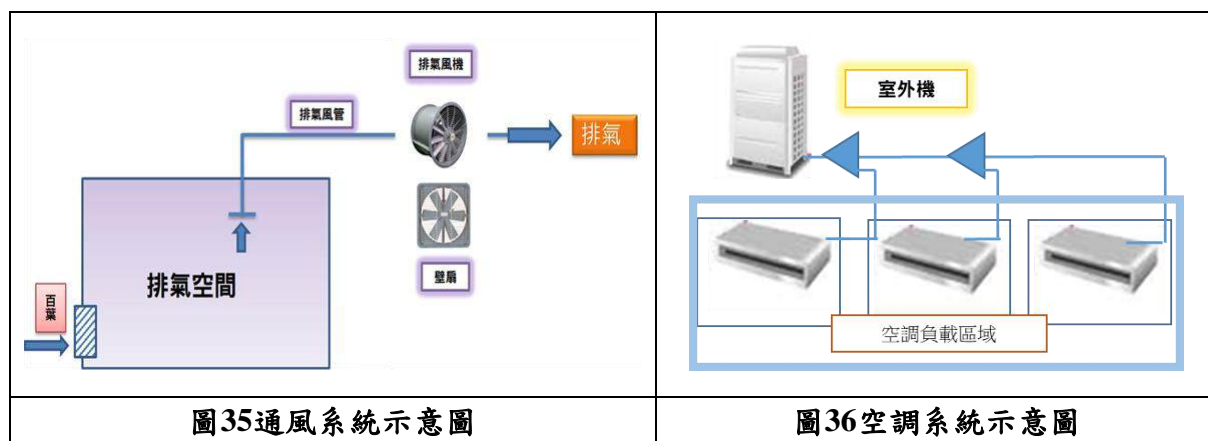 排氣風機
排氣風管
排氣
壁扇
排氣空間
百葉
圖35通風系統示意圖
室外機
空調負載區域
圖36空調系統示意圖